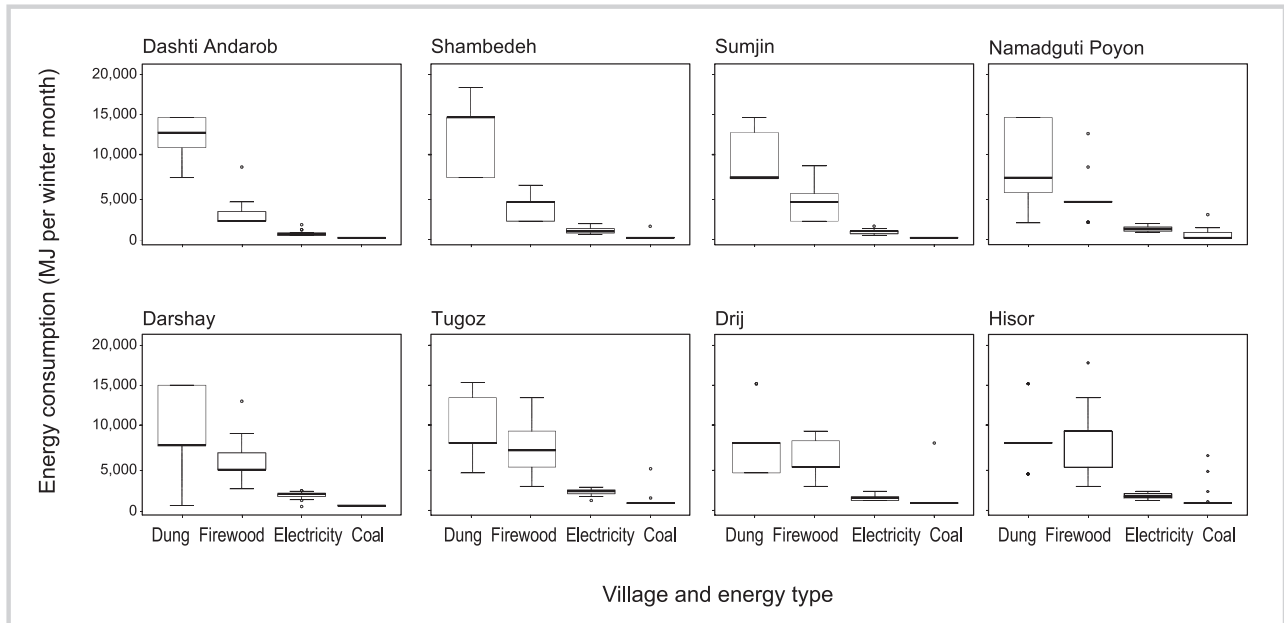 Dashti Andarob
Shambedeh
Sumjin
Namadguti Poyon
20,000
15,000
10,000
5,000
0
Energy consumption (MJ per winter month)
Darshay
Tugoz
Drij
Hisor
20,000
15,000
10,000
5,000
0
Dung Firewood Electricity Coal
Dung Firewood Electricity Coal
Dung Firewood Electricity Coal
Dung Firewood Electricity Coal
Village and energy type